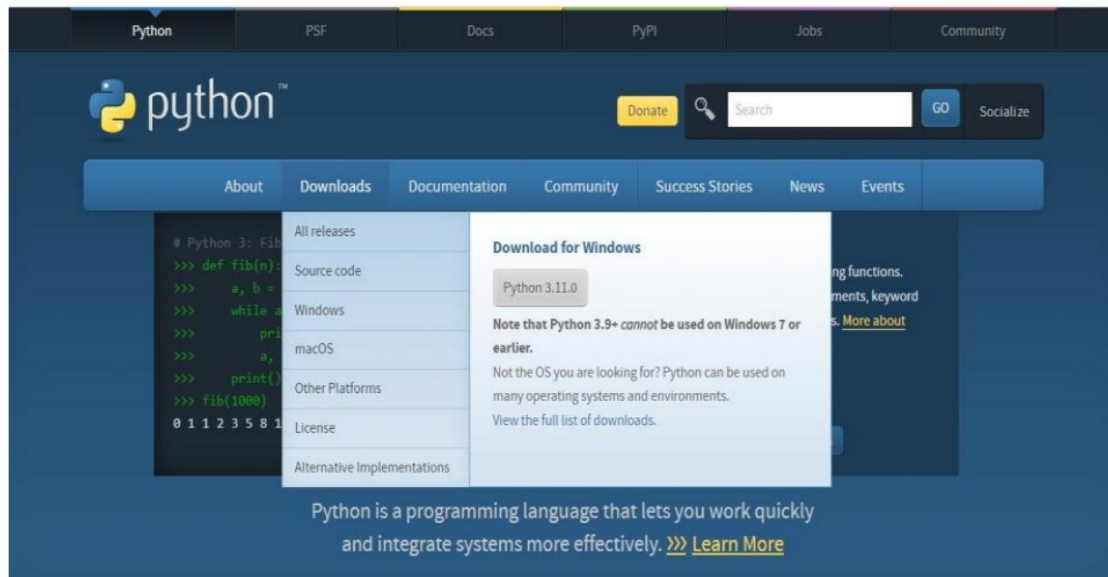 Python PSF Docs PyPI Jobs Community
python™
Donate Search GO Socialize
About Downloads Documentation Community Success Stories News Events
# Python 3: Fib
>>> def fib(n):
>>> a, b =
>>> while a
>>> pri
>>> a,
>>> print()
>>> fib(1000)
0 1 1 2 3 5 8 1
All releases
Source code
Windows
macOS
Other Platforms
License
Alternative Implementations
Download for Windows
Python 3.11.0
Note that Python 3.9+ cannot be used on Windows 7 or
earlier.
Not the OS you are looking for? Python can be used on
many operating systems and environments.
View the full list of downloads.
ng functions.
ments, keyword
s. More about
Python is a programming language that lets you work quickly
and integrate systems more effectively. >>> Learn More